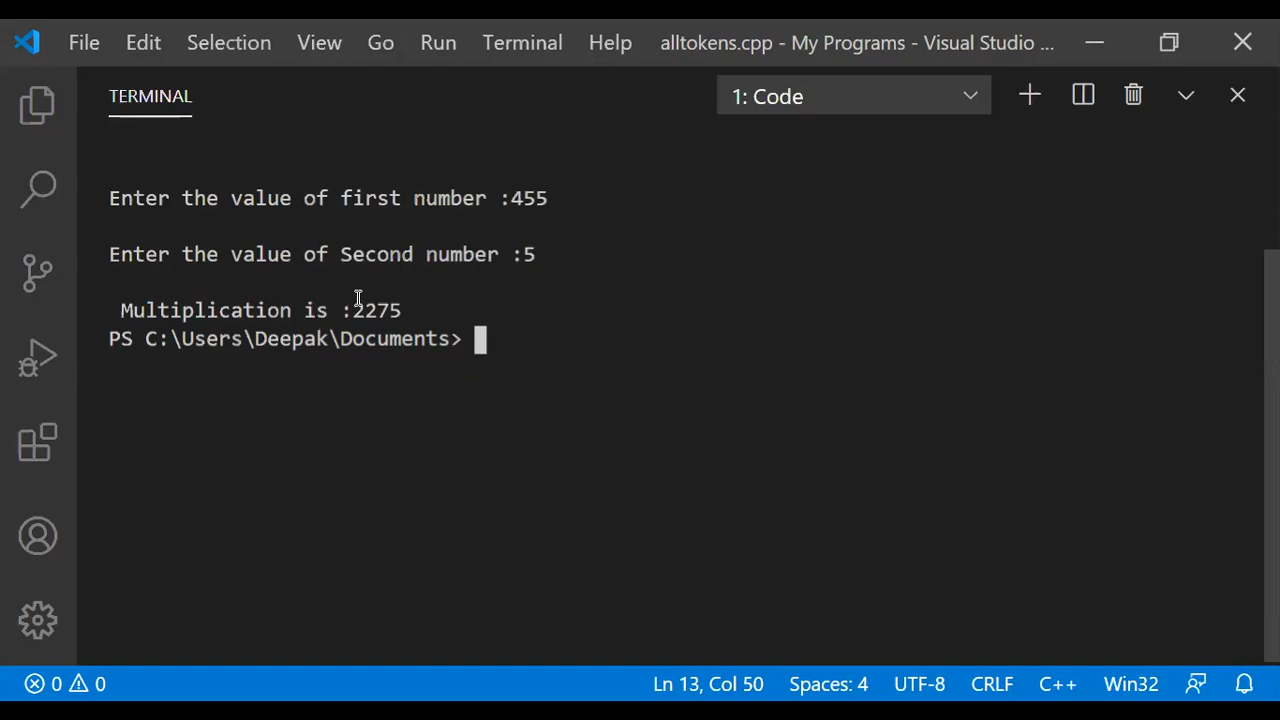 File Edit Selection View Go Run Terminal Help alltokens.cpp - My Programs - Visual Studio ...
TERMINAL 1: Code
Enter the value of first number :455
Enter the value of Second number :5
Multiplication is :2275
PS C:\Users\Deepak\Documents>
0 0 Ln 13, Col 50 Spaces: 4 UTF-8 CRLF C++ Win32